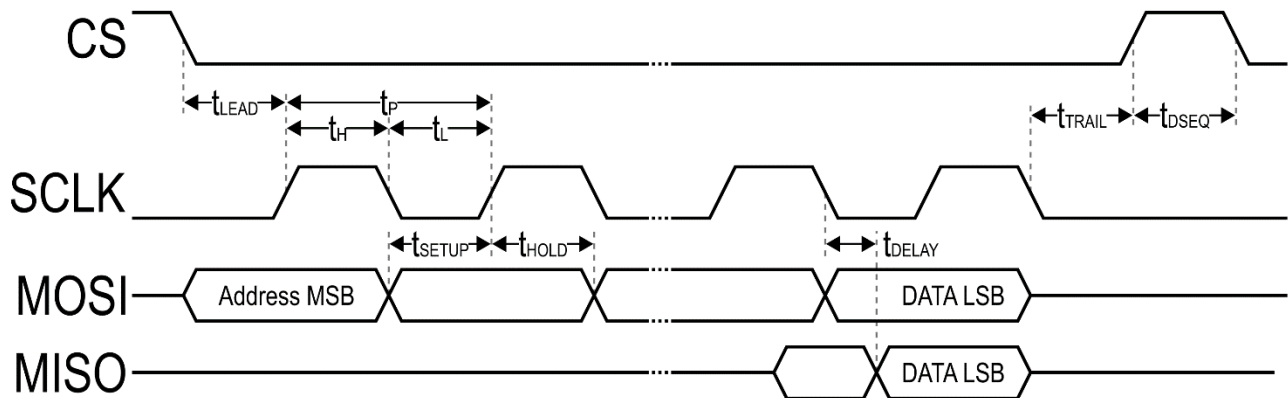 CS
tLEAD tP
tH tL
tTRAIL tDSEQ
SCLK
tSETUP tHOLD tDELAY
MOSI Address MSB DATA LSB
MISO DATA LSB